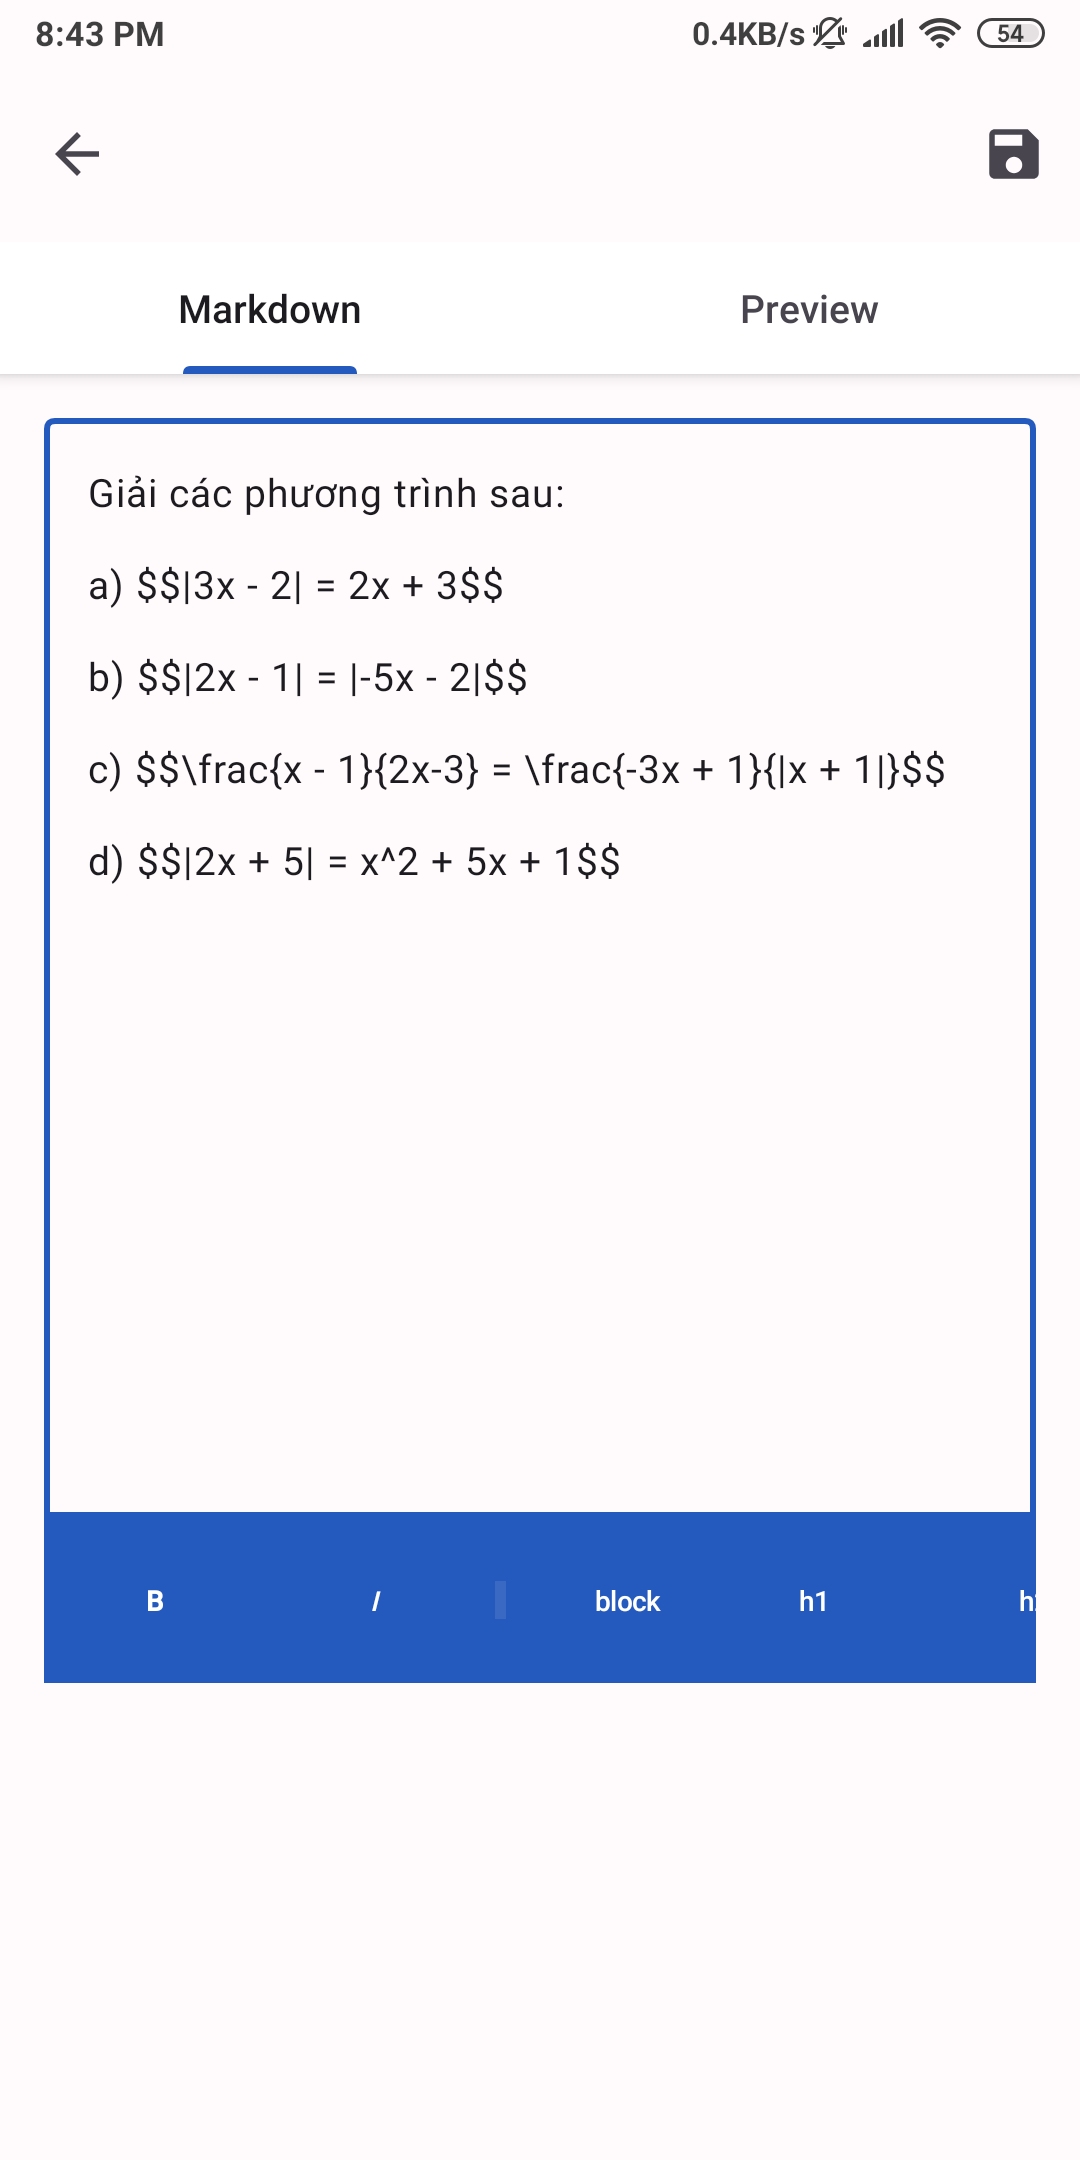 8:43 PM
0.4KB/s
54
Markdown
Preview
Giải các phương trình sau:
a) $$|3x - 2| = 2x + 3$$
b) $$|2x - 1| = |-5x - 2|$$
c) $$\frac{x - 1}{2x-3} = \frac{-3x + 1}{|x + 1|}$$
d) $$|2x + 5| = x^2 + 5x + 1$$
B
I
block
h1